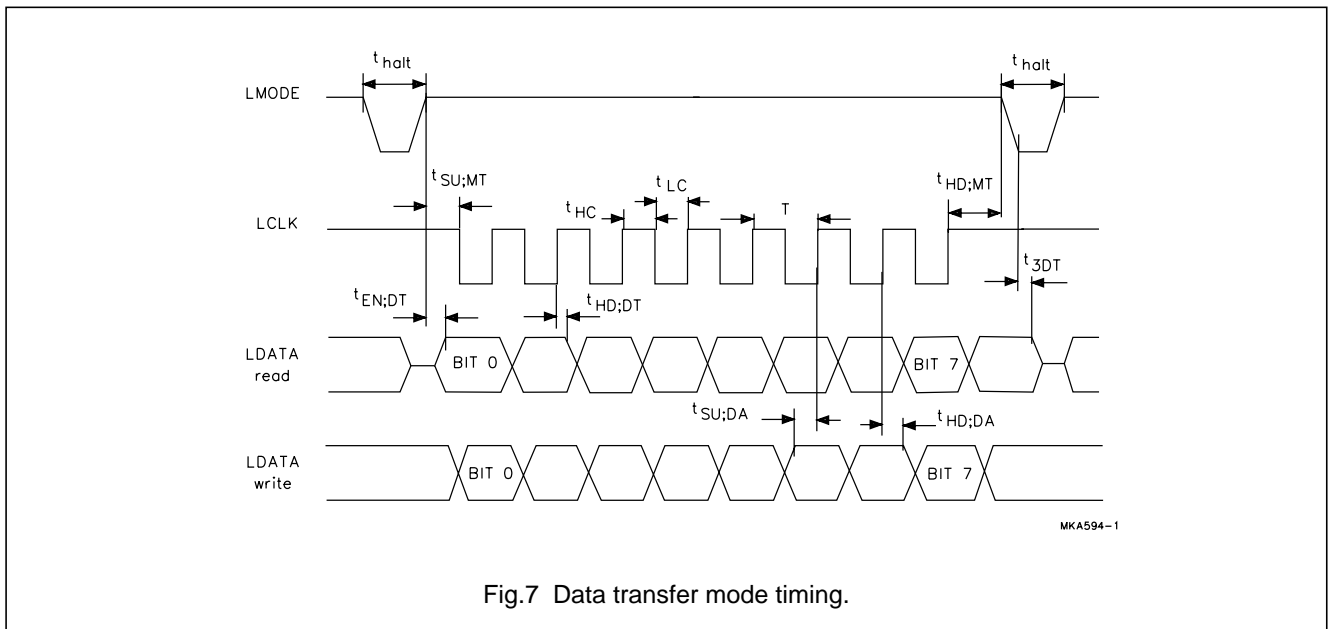 t halt
t halt
LMODE
t SU;MT
t LC
t HD;MT
t HC
T
LCLK
t 3DT
t EN;DT
t HD;DT
LDATA
read
BIT 0
BIT 7
t SU;DA
t HD;DA
LDATA
write
BIT 0
BIT 7
MKA594-1
Fig.7 Data transfer mode timing.